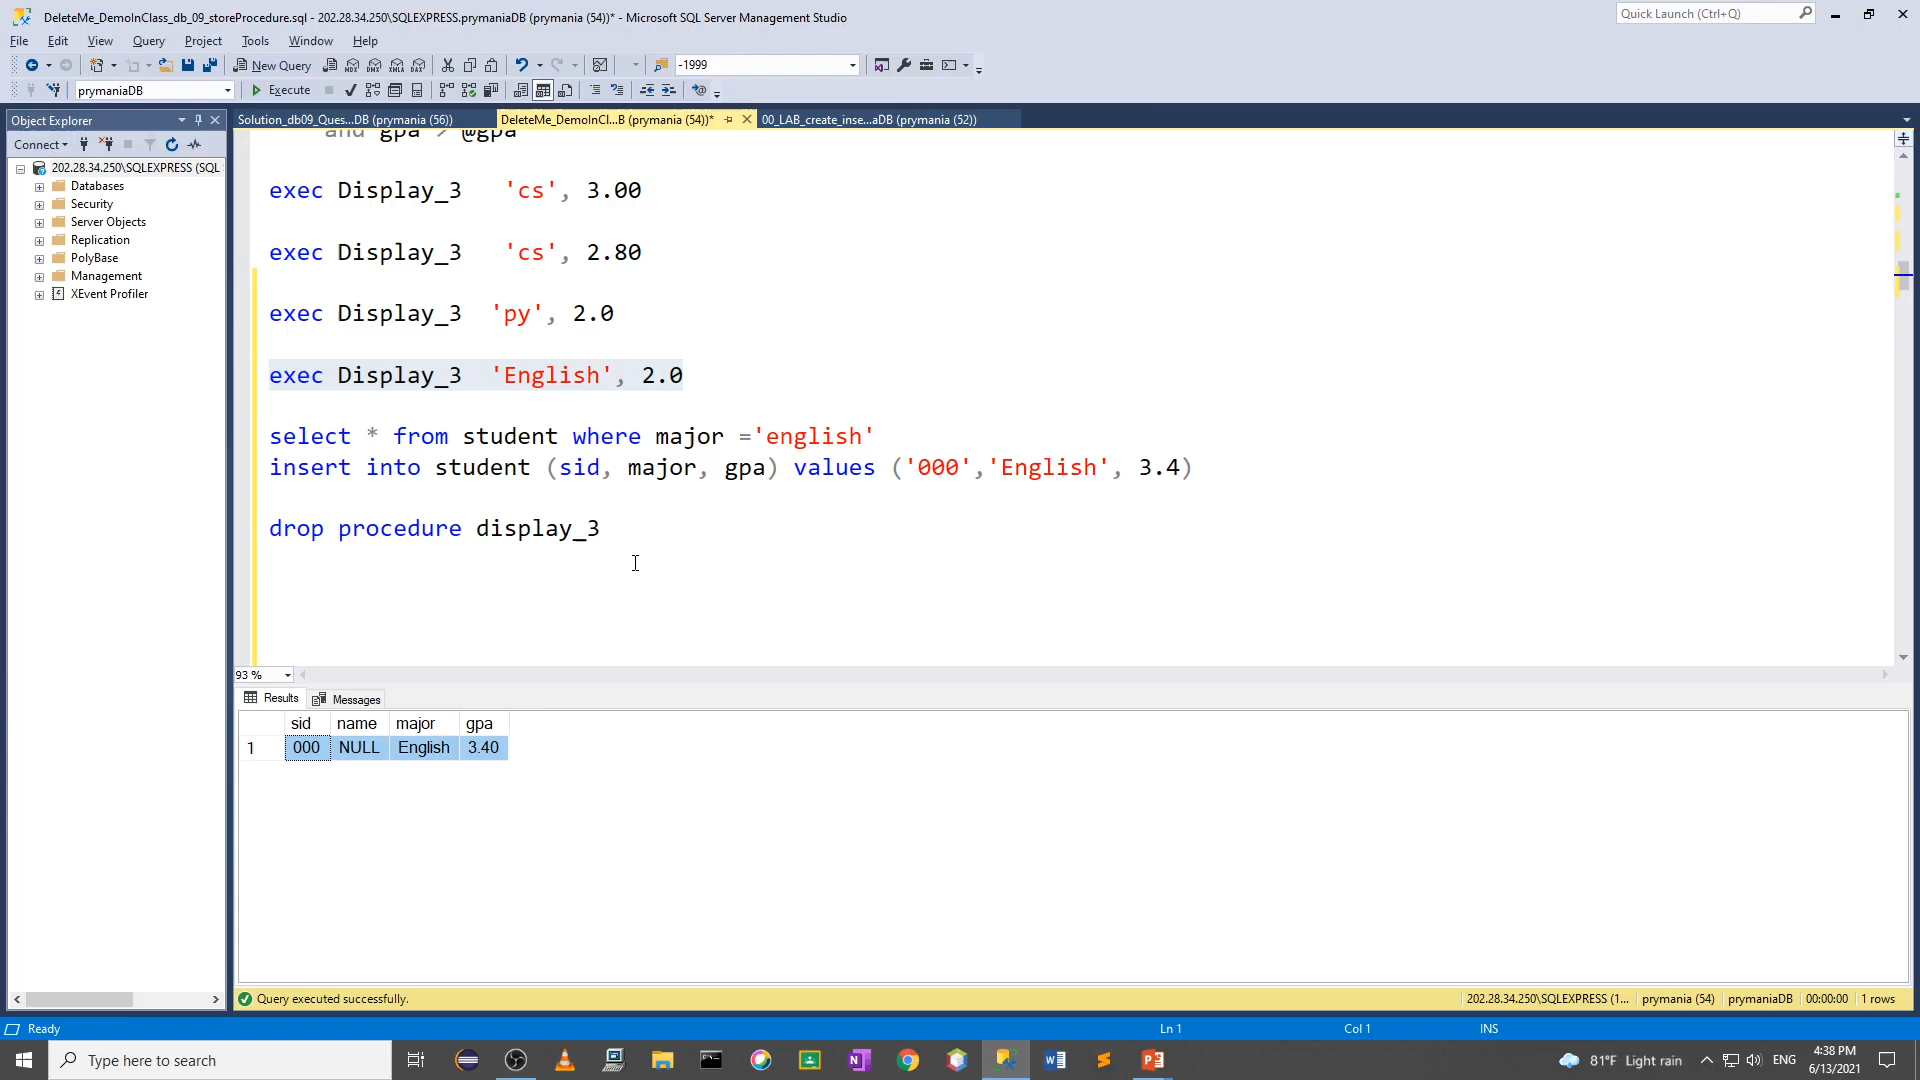 DeleteMe_DemoInClass_db_09_storeProcedure.sql - 202.28.34.250\SQLEXPRESS.prymaniaDB (prymania (54))* - Microsoft SQL Server Management Studio
Quick Launch (Ctrl+Q)
File Edit View Query Project Tools Window Help
New Query
-1999
prymaniaDB
Execute
Object Explorer
Solution_db09_Ques...DB (prymania (56))
DeleteMe_DemoInCl...B (prymania (54))*
00_LAB_create_inse...aDB (prymania (52))
Connect
202.28.34.250\SQLEXPRESS (SQL
Databases
Security
Server Objects
Replication
PolyBase
Management
XEvent Profiler
and gpa > @gpa
exec Display_3 'cs', 3.00
exec Display_3 'cs', 2.80
exec Display_3 'py', 2.0
exec Display_3 'English', 2.0
select * from student where major ='english'
insert into student (sid, major, gpa) values ('000','English', 3.4)
drop procedure display_3
93 %
Results Messages
sid name major gpa
1 000 NULL English 3.40
Query executed successfully.
202.28.34.250\SQLEXPRESS (1... prymania (54) prymaniaDB 00:00:00 1 rows
Ready Ln 1 Col 1 INS
Type here to search
81°F Light rain
ENG
4:38 PM
6/13/2021